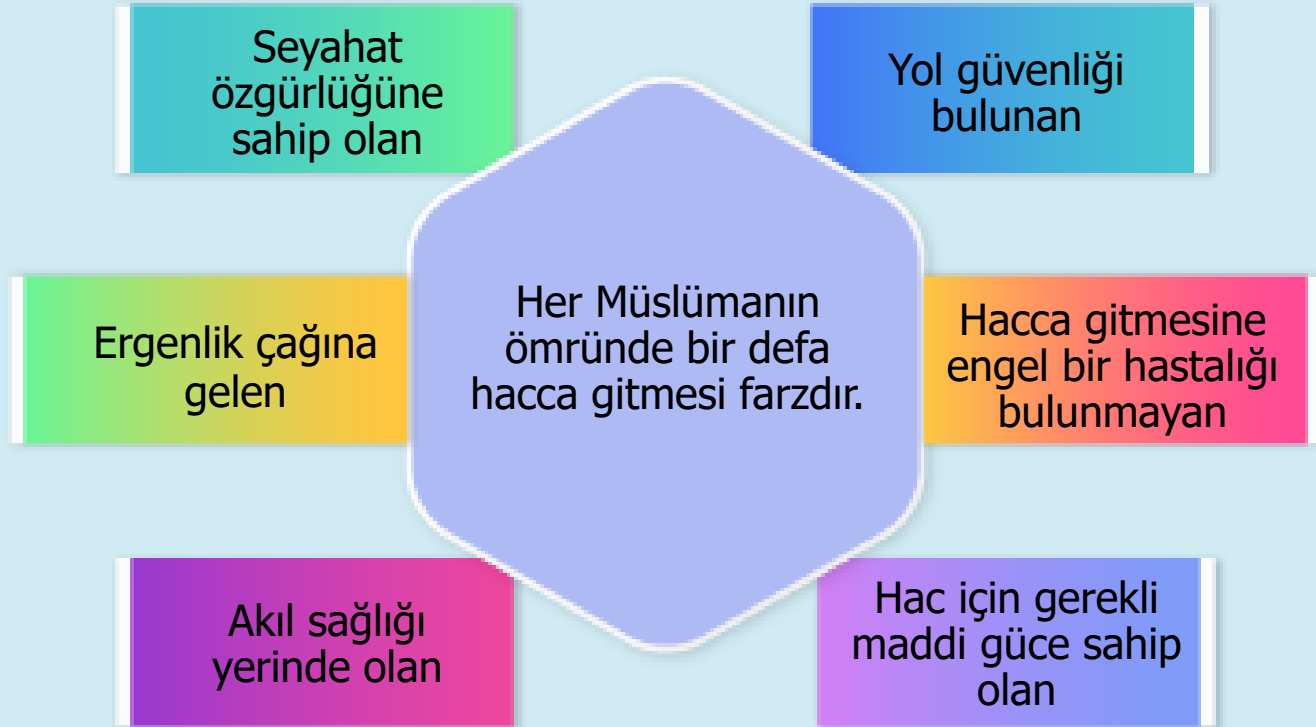 Seyahat
özgürlüğüne
sahip olan
Yol güvenliği
bulunan
Ergenlik çağına
gelen
Her Müslümanın
ömründe bir defa
hacca gitmesi farzdır.
Hacca gitmesine
engel bir hastalığı
bulunmayan
Akıl sağlığı
yerinde olan
Hac için gerekli
maddi güce sahip
olan